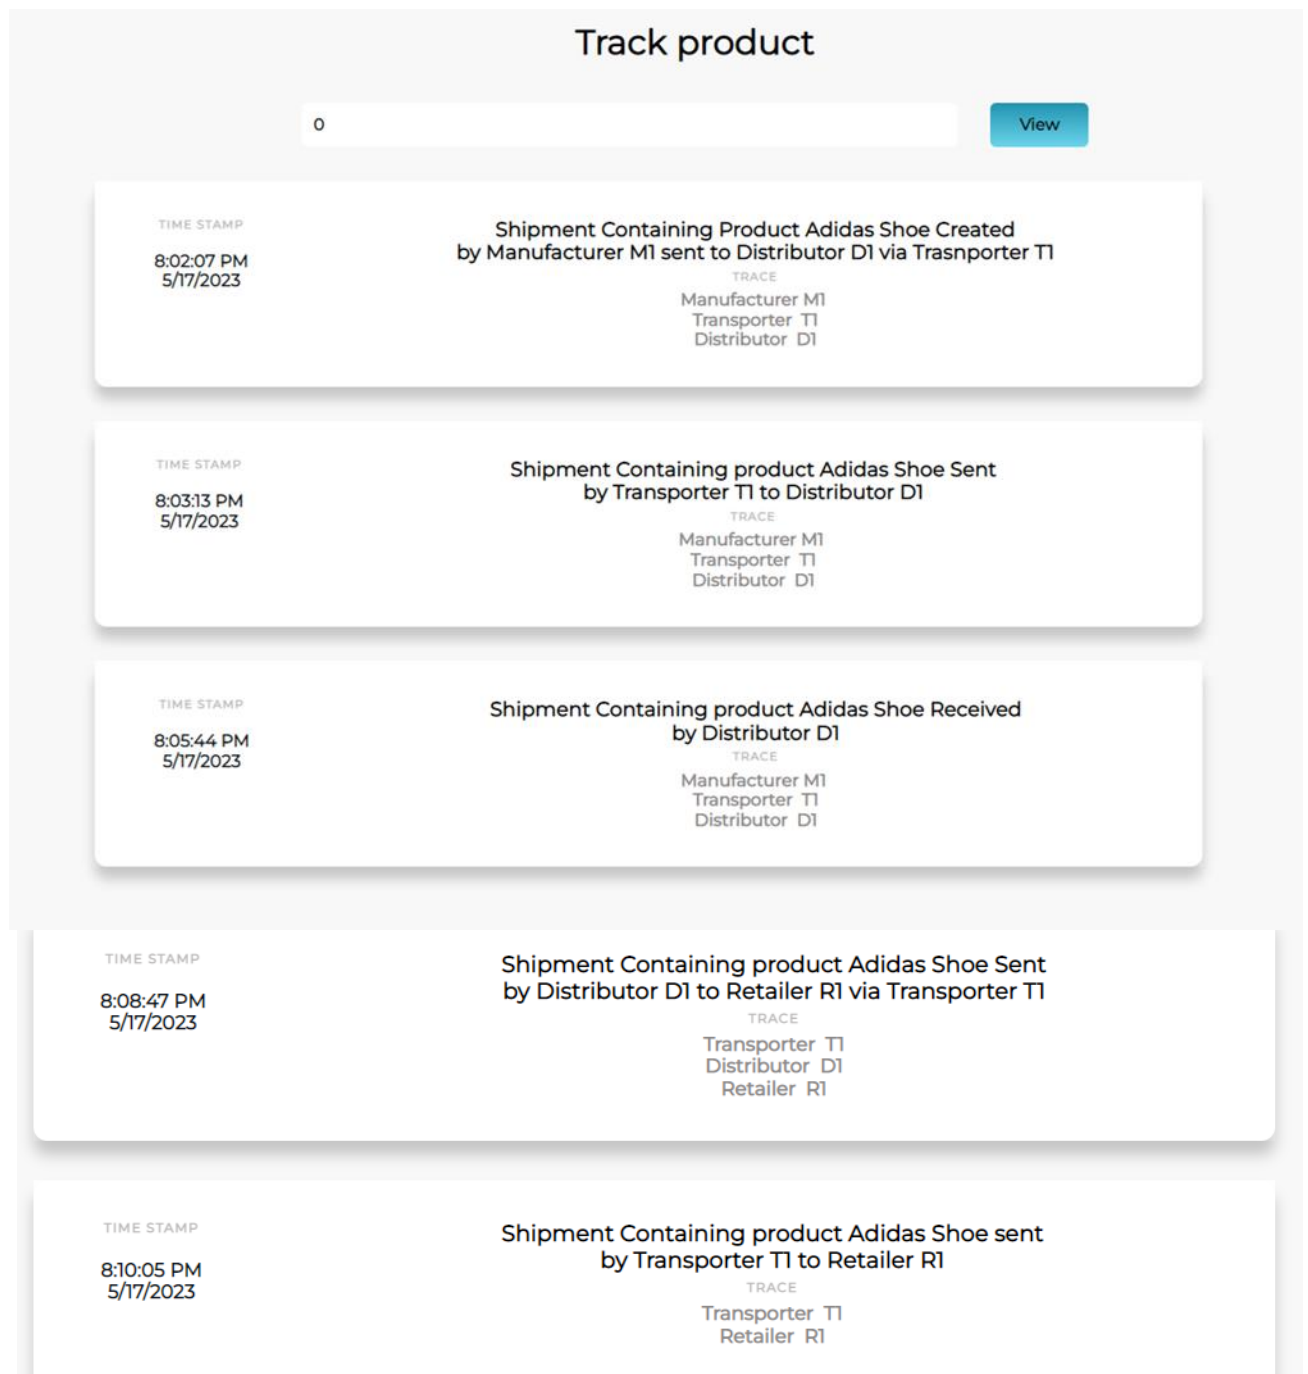 Track product
0
View
TIME STAMP
8:02:07 PM
5/17/2023
Shipment Containing Product Adidas Shoe Created
by Manufacturer M1 sent to Distributor D1 via Trasnporter T1
TRACE
Manufacturer M1
Transporter T1
Distributor D1
TIME STAMP
8:03:13 PM
5/17/2023
Shipment Containing product Adidas Shoe Sent
by Transporter T1 to Distributor D1
TRACE
Manufacturer M1
Transporter T1
Distributor D1
TIME STAMP
8:05:44 PM
5/17/2023
Shipment Containing product Adidas Shoe Received
by Distributor D1
TRACE
Manufacturer M1
Transporter T1
Distributor D1
TIME STAMP
8:08:47 PM
5/17/2023
Shipment Containing product Adidas Shoe Sent
by Distributor D1 to Retailer R1 via Transporter T1
TRACE
Transporter T1
Distributor D1
Retailer R1
TIME STAMP
8:10:05 PM
5/17/2023
Shipment Containing product Adidas Shoe sent
by Transporter T1 to Retailer R1
TRACE
Transporter T1
Retailer R1